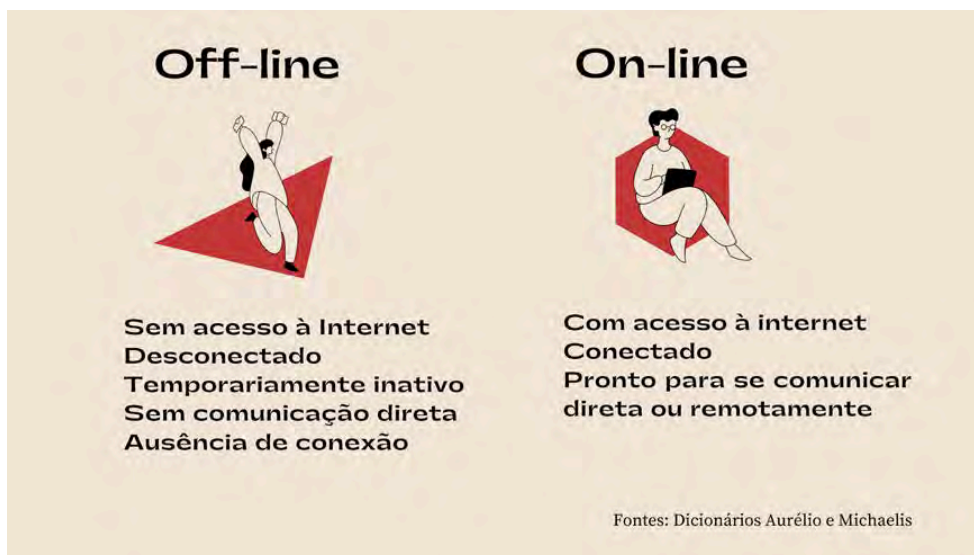 Off-line
Sem acesso à Internet
Desconectado
Temporariamente inativo
Sem comunicação direta
Ausência de conexão
On-line
Com acesso à internet
Conectado
Pronto para se comunicar
direta ou remotamente
Fontes: Dicionários Aurélio e Michaelis